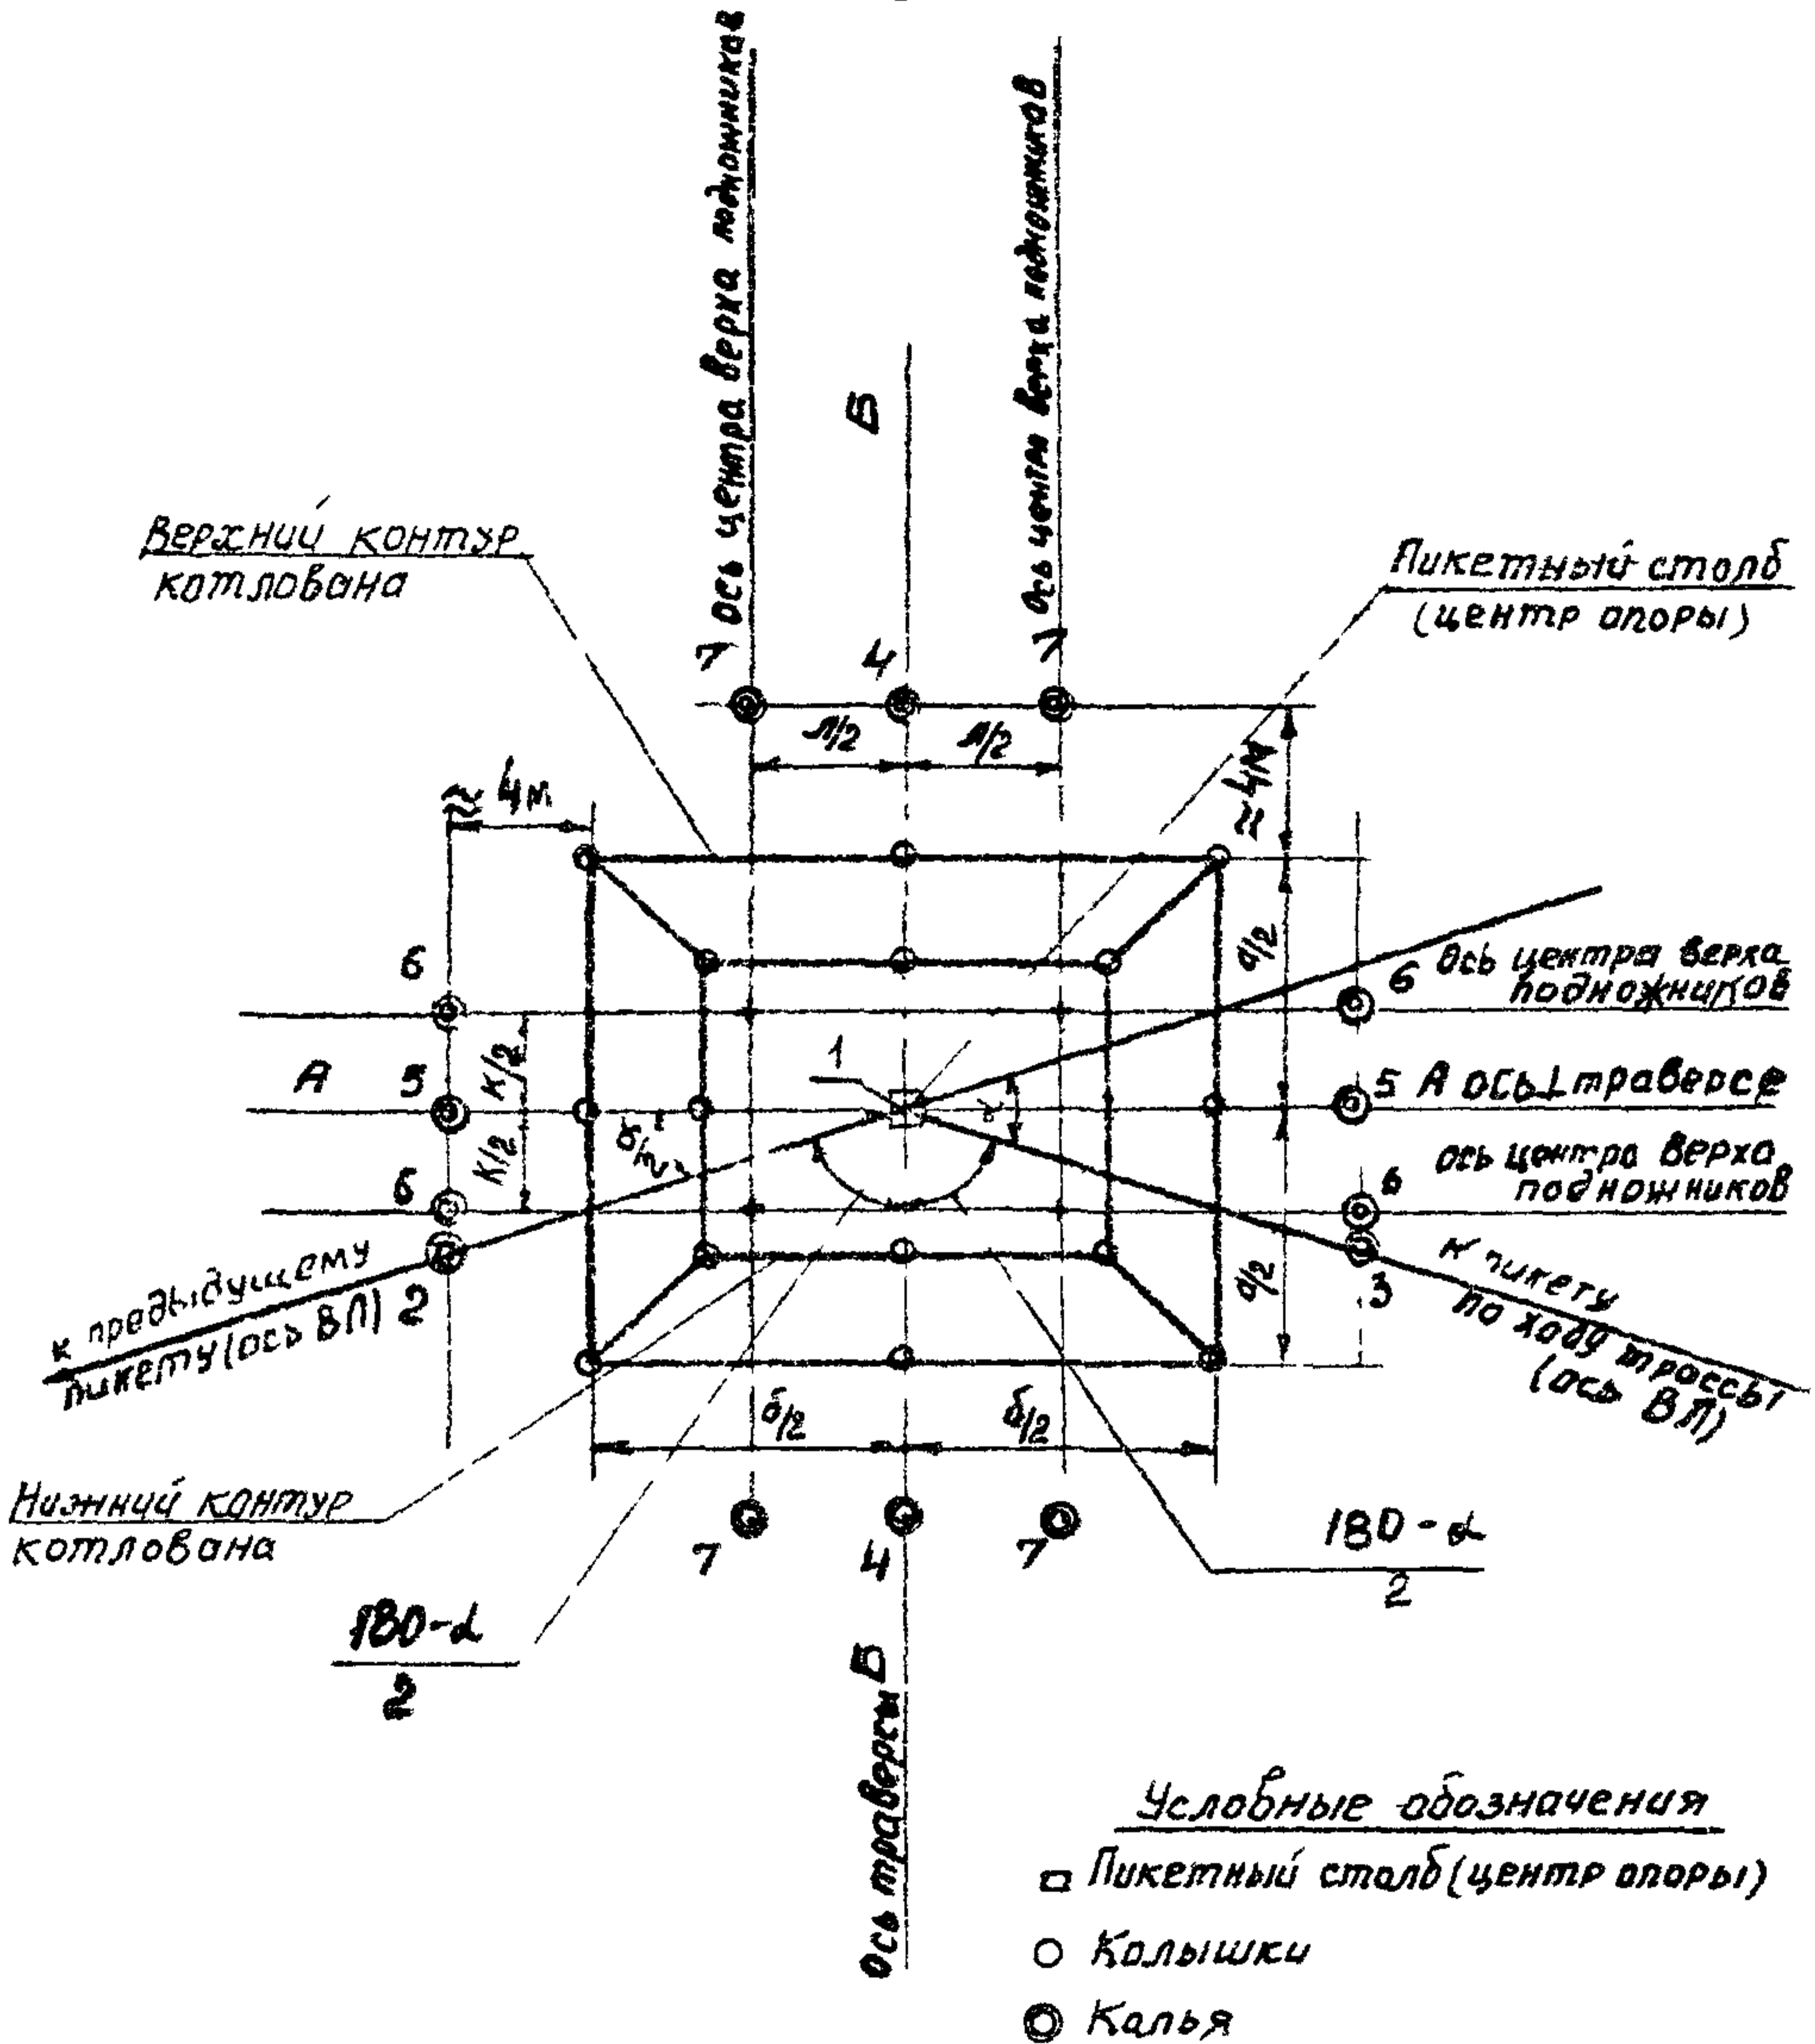 Ось центра верха подножников
Ось центра верха подножников
Б
Верхний контур
котлована
Пикетный столб
(центр опоры)
7
4
7
Л/2
Л/2
≈ 4м
≈ 4м
а/2
6
6
Ось центра верха
подножников
К/2
А
5
1
5
А ось⊥траверсе
К/2
6
6
ось центра верха
подножников
к предыдущему
пикету(ось ВЛ)
2
3
К пикету
по ходу трассы
(ось ВЛ)
а/2
б/2
б/2
Нижний контур
котлована
7
4
7
180-α
2
180-α
2
Б
Ось траверсы
Условные обозначения
Пикетный столб(центр опоры)
Колышки
Колья